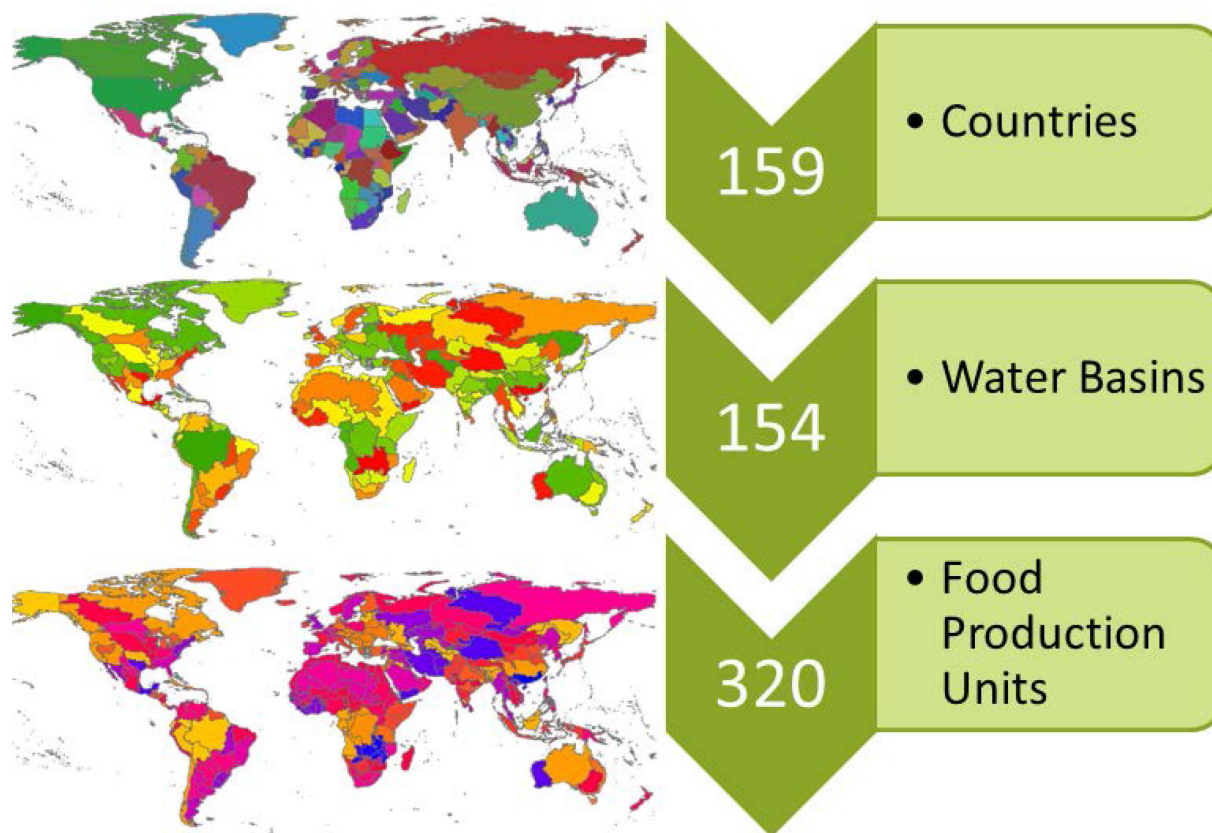 159
• Countries
154
• Water Basins
320
• Food
Production
Units